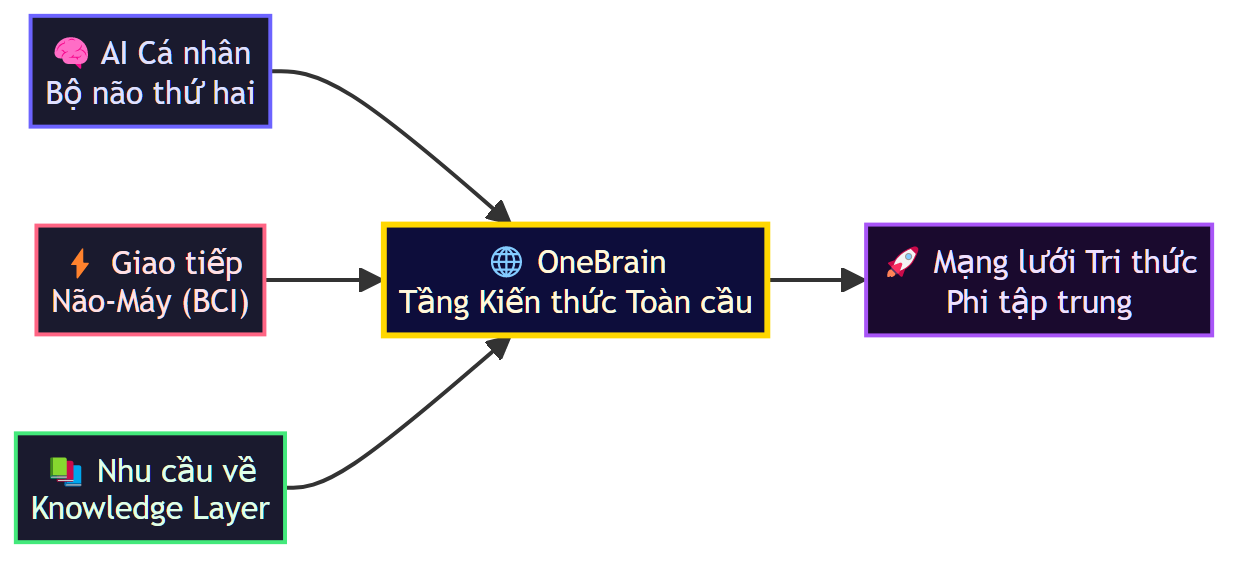 🧠 AI Cá nhân
Bộ não thứ hai
⚡ Giao tiếp
Não-Máy (BCI)
📚 Nhu cầu về
Knowledge Layer
🌐 OneBrain
Tầng Kiến thức Toàn cầu
🚀 Mạng lưới Tri thức
Phi tập trung